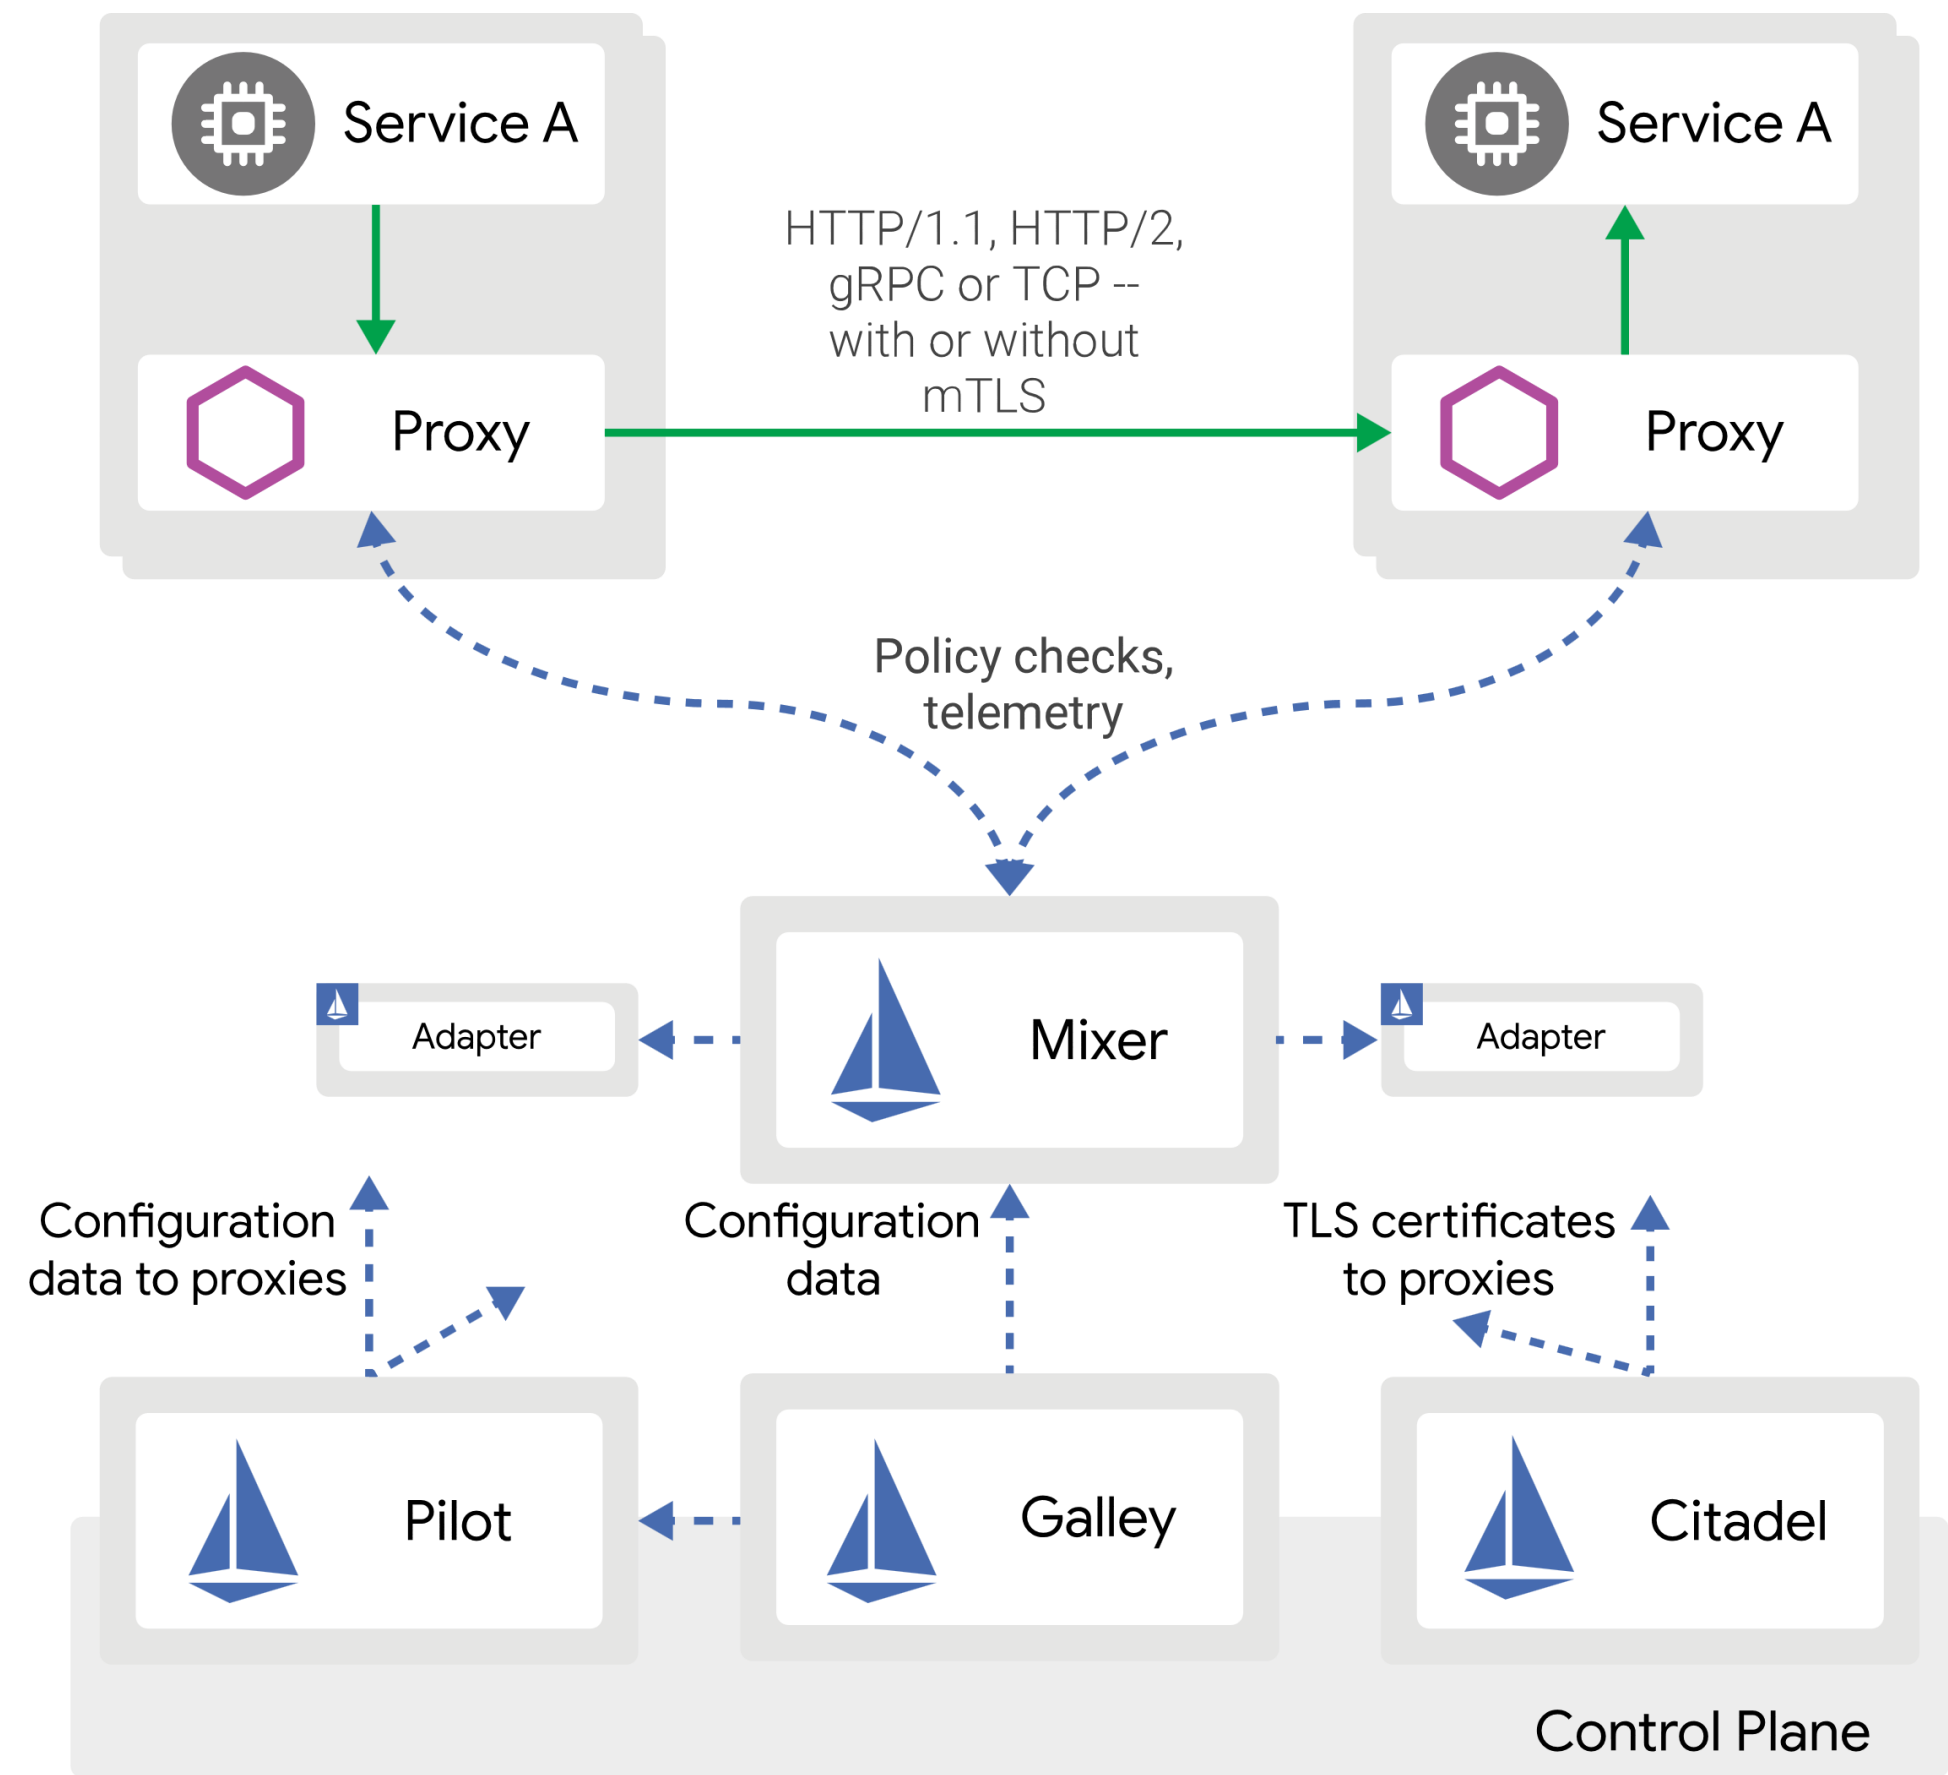 Service A
Service A
HTTP/1.1, HTTP/2,
gRPC or TCP --
with or without
mTLS
Proxy
Proxy
Policy checks,
telemetry
Adapter
Mixer
Adapter
Configuration
data to proxies
Configuration
data
TLS certificates
to proxies
Pilot
Galley
Citadel
Control Plane